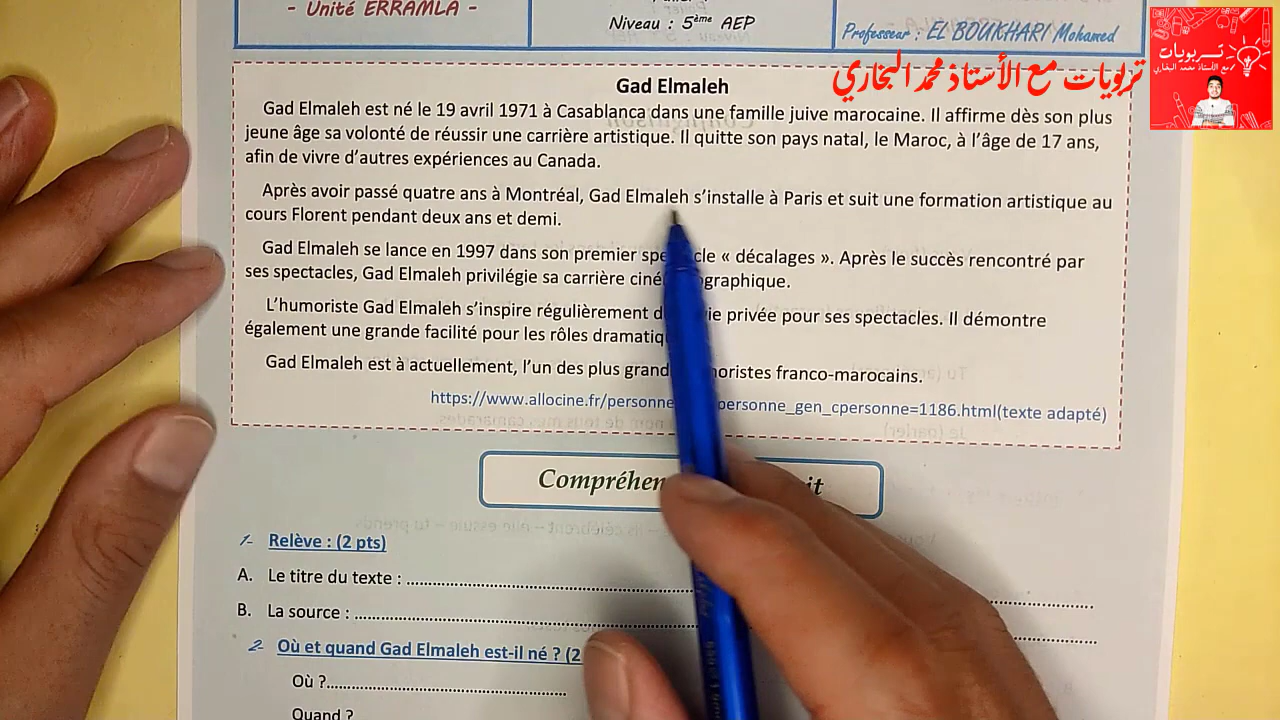 - Unité ERRAMLA -
Niveau : 5ème AEP
Professeur : EL BOUKHARI Mohamed
تربويات مع الأستاذ محمد البخاري
تربويات
مع الأستاذ محمد البخاري
Gad Elmaleh
Gad Elmaleh est né le 19 avril 1971 à Casablanca dans une famille juive marocaine. Il affirme dès son plus
jeune âge sa volonté de réussir une carrière artistique. Il quitte son pays natal, le Maroc, à l’âge de 17 ans,
afin de vivre d’autres expériences au Canada.
Après avoir passé quatre ans à Montréal, Gad Elmaleh s’installe à Paris et suit une formation artistique au
cours Florent pendant deux ans et demi.
Gad Elmaleh se lance en 1997 dans son premier spe cle « décalages ». Après le succès rencontré par
ses spectacles, Gad Elmaleh privilégie sa carrière ciné ographique.
L’humoriste Gad Elmaleh s’inspire régulièrement d vie privée pour ses spectacles. Il démontre
également une grande facilité pour les rôles dramatiq
Gad Elmaleh est à actuellement, l’un des plus grand moristes franco-marocains.
https://www.allocine.fr/personne personne_gen_cpersonne=1186.html(texte adapté)
Compréhen it
1- Relève : (2 pts)
A. Le titre du texte : ........................
B. La source : ........................
2- Où et quand Gad Elmaleh est-il né ? (2
Où ?........................
Quand ?